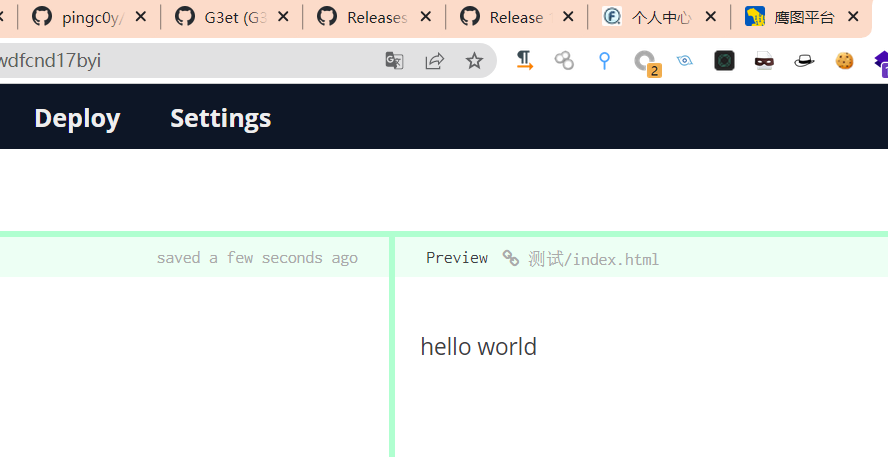 pingc0y/ G3et (G3 Releases Release 个人中心 鹰图平台
wdfcnd17byi
2
Deploy Settings
saved a few seconds ago Preview 测试/index.html
hello world